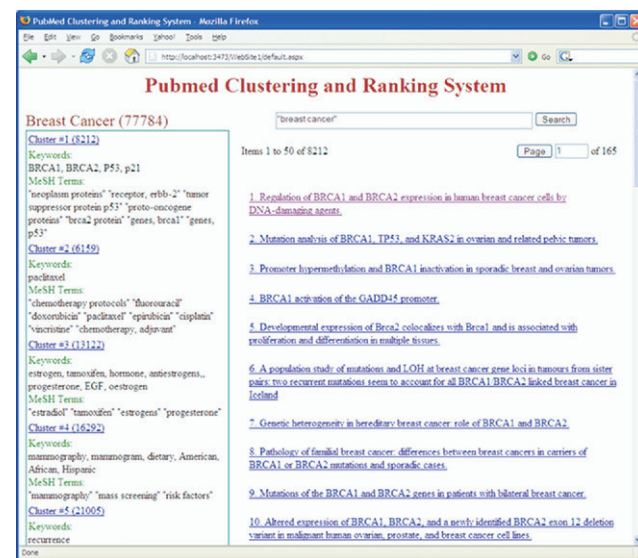 PubMed Clustering and Ranking System - Mozilla Firefox
File Edit View Go Bookmarks Yahoo! Tools Help
http://localhost:3473/WebSite1/default.aspx Go
Pubmed Clustering and Ranking System
Breast Cancer (77784)
"breast cancer" Search
Items 1 to 50 of 8212 Page 1 of 165
Cluster #1 (8212)
Keywords:
BRCA1, BRCA2, P53, p21
MeSH Terms:
"neoplasm proteins" "receptor, erbb-2" "tumor
suppressor protein p53" "proto-oncogene
proteins" "brca2 protein" "genes, brca1" "genes,
p53"
Cluster #2 (6159)
Keywords:
paclitaxel
MeSH Terms:
"chemotherapy protocols" "fluorouracil"
"doxorubicin" "paclitaxel" "epirubicin" "cisplatin"
"vincristine" "chemotherapy, adjuvant"
Cluster #3 (13122)
Keywords:
estrogen, tamoxifen, hormone, antiestrogens,,
progesterone, EGF, oestrogen
MeSH Terms:
"estradiol" "tamoxifen" "estrogens" "progesterone"
Cluster #4 (16292)
Keywords:
mammography, mammogram, dietary, American,
African, Hispanic
MeSH Terms:
"mammography" "mass screening" "risk factors"
Cluster #5 (21005)
Keywords:
recurrence
1. Regulation of BRCA1 and BRCA2 expression in human breast cancer cells by
DNA-damaging agents.
2. Mutation analysis of BRCA1, TP53, and KRAS2 in ovarian and related pelvic tumors.
3. Promoter hypermethylation and BRCA1 inactivation in sporadic breast and ovarian tumors.
4. BRCA1 activation of the GADD45 promoter.
5. Developmental expression of Brca2 colocalizes with Brca1 and is associated with
proliferation and differentiation in multiple tissues.
6. A population study of mutations and LOH at breast cancer gene loci in tumours from sister
pairs: two recurrent mutations seem to account for all BRCA1/BRCA2 linked breast cancer in
Iceland
7. Genetic heterogeneity in hereditary breast cancer: role of BRCA1 and BRCA2.
8. Pathology of familial breast cancer: differences between breast cancers in carriers of
BRCA1 or BRCA2 mutations and sporadic cases.
9. Mutations of the BRCA1 and BRCA2 genes in patients with bilateral breast cancer.
10. Altered expression of BRCA1, BRCA2, and a newly identified BRCA2 exon 12 deletion
variant in malignant human ovarian, prostate, and breast cancer cell lines.
Done